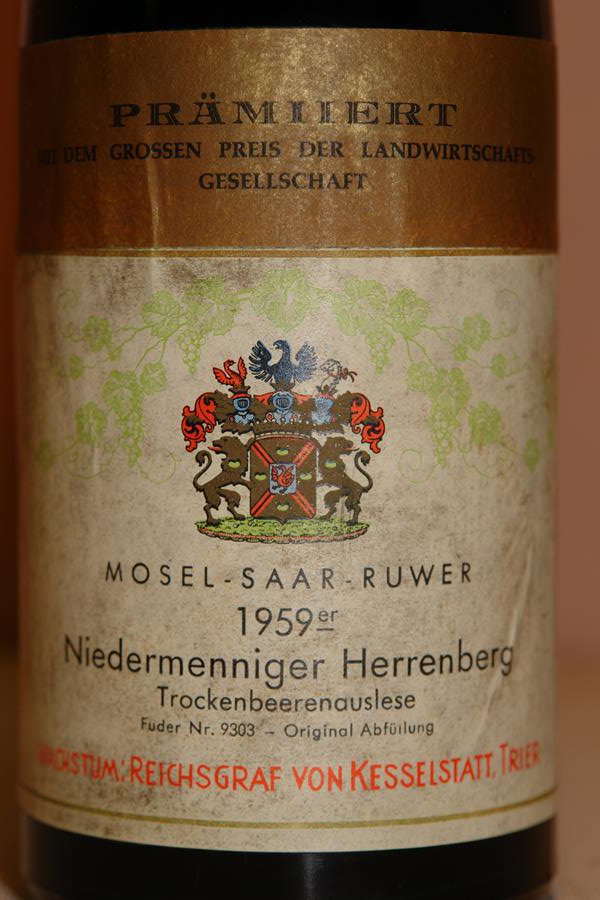 PRÄMIIERT
MIT DEM GROSSEN PREIS DER LANDWIRTSCHAFTS-
GESELLSCHAFT
MOSEL-SAAR-RUWER
1959er
Niedermenniger Herrenberg
Trockenbeerenauslese
Fuder Nr. 9303 - Original Abfüllung
WACHSTUM: REICHSGRAF VON KESSELSTATT, TRIER